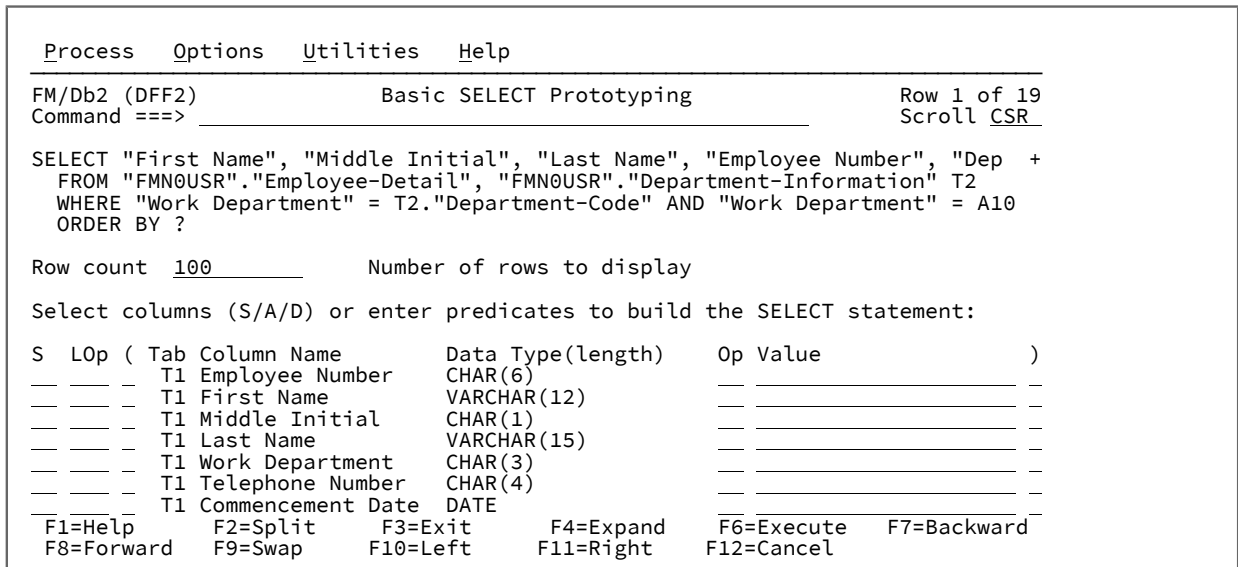 Process   Options   Utilities   Help
FM/Db2 (DFF2)               Basic SELECT Prototyping                Row 1 of 19
Command ===>                                                        Scroll CSR
SELECT "First Name", "Middle Initial", "Last Name", "Employee Number", "Dep  +
FROM "FMN0USR"."Employee-Detail", "FMN0USR"."Department-Information" T2
WHERE "Work Department" = T2."Department-Code" AND "Work Department" = A10
ORDER BY ?
Row count  100             Number of rows to display
Select columns (S/A/D) or enter predicates to build the SELECT statement:
S  LOp ( Tab Column Name        Data Type(length)    Op Value                )
T1 Employee Number    CHAR(6)
T1 First Name         VARCHAR(12)
T1 Middle Initial     CHAR(1)
T1 Last Name          VARCHAR(15)
T1 Work Department    CHAR(3)
T1 Telephone Number   CHAR(4)
T1 Commencement Date  DATE
F1=Help      F2=Split     F3=Exit      F4=Expand    F6=Execute   F7=Backward
F8=Forward   F9=Swap     F10=Left     F11=Right    F12=Cancel